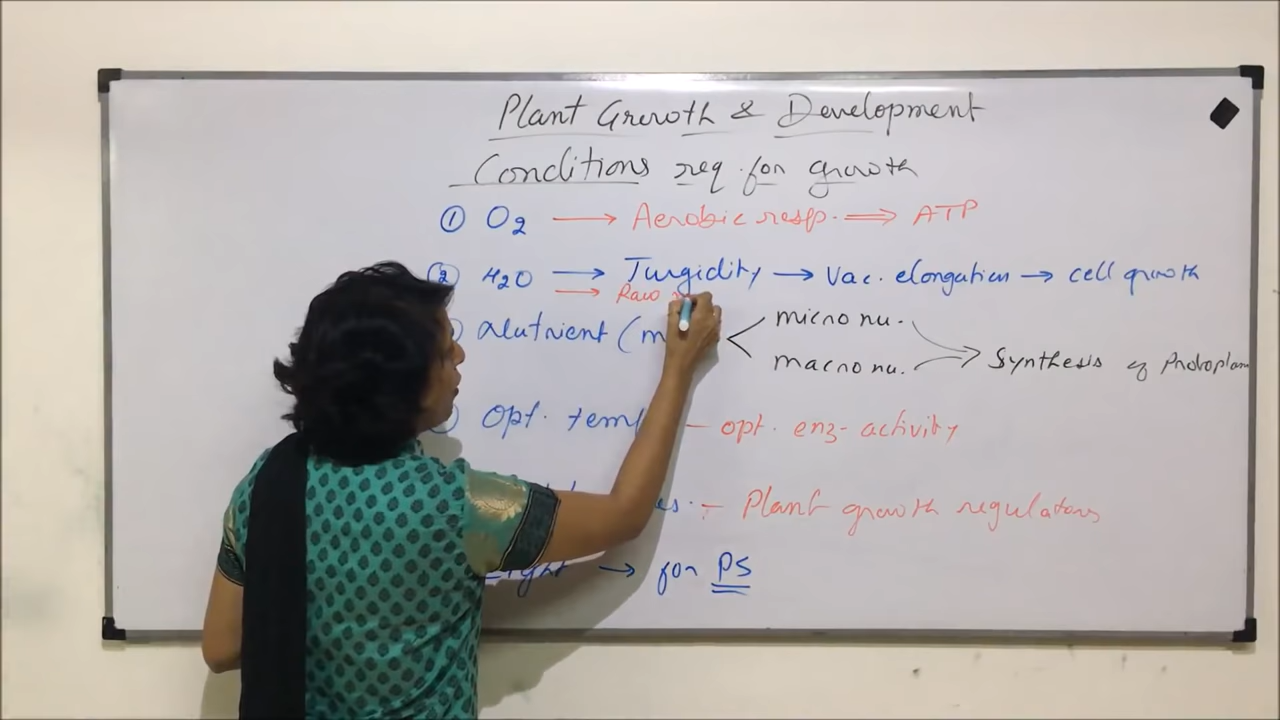 Plant Growth & Development
Conditions req. for growth
① O2 → Aerobic resp. ⇒ ATP
② H2O → Turgidity → Vac. elongation → cell growth
→ Raw
Nutrient (m
micro nu.
macro nu. → Synthesis of Protoplasm
Opt. temp – opt. enz. activity
es. – Plant growth regulators
Light → for PS